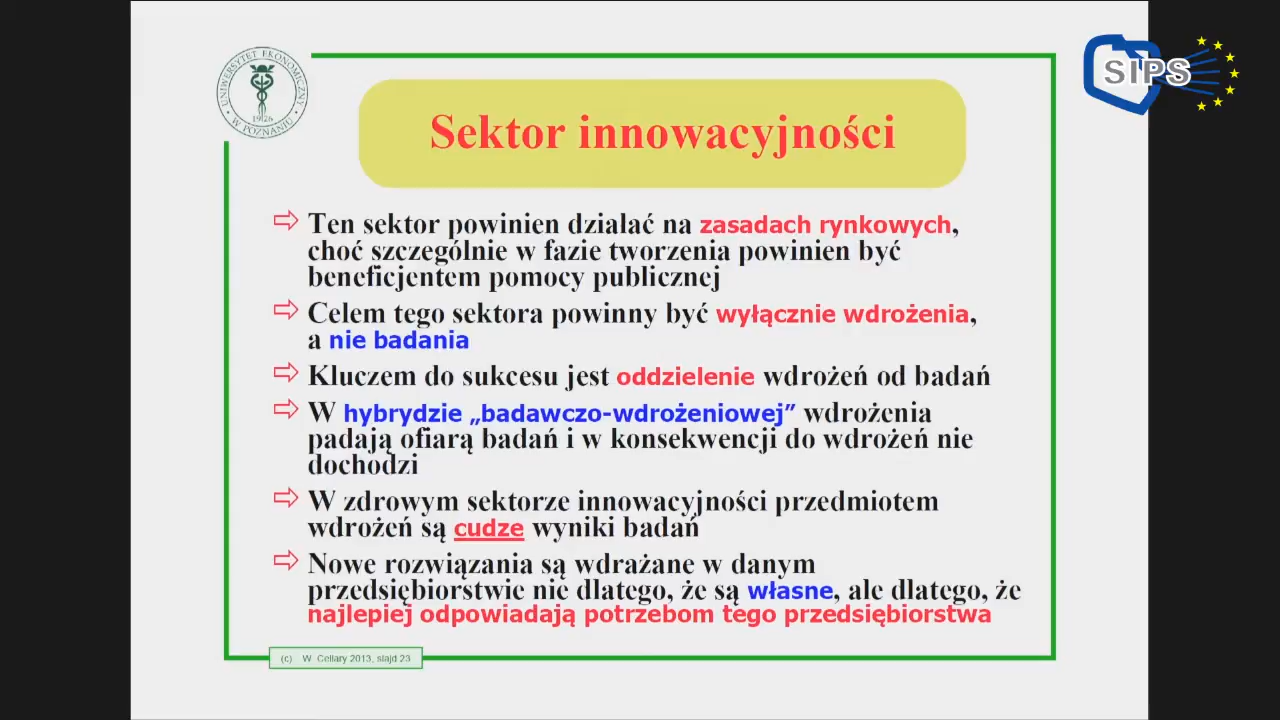 UNIWERSYTET EKONOMICZNY
W POZNANIU
1926
SIPS
Sektor innowacyjności
Ten sektor powinien działać na zasadach rynkowych,
choć szczególnie w fazie tworzenia powinien być
beneficjentem pomocy publicznej
Celem tego sektora powinny być wyłącznie wdrożenia,
a nie badania
Kluczem do sukcesu jest oddzielenie wdrożeń od badań
W hybrydzie „badawczo-wdrożeniowej” wdrożenia
padają ofiarą badań i w konsekwencji do wdrożeń nie
dochodzi
W zdrowym sektorze innowacyjności przedmiotem
wdrożeń są cudze wyniki badań
Nowe rozwiązania są wdrażane w danym
przedsiębiorstwie nie dlatego, że są własne, ale dlatego, że
najlepiej odpowiadają potrzebom tego przedsiębiorstwa
(c) W. Cellary 2013, slajd 23